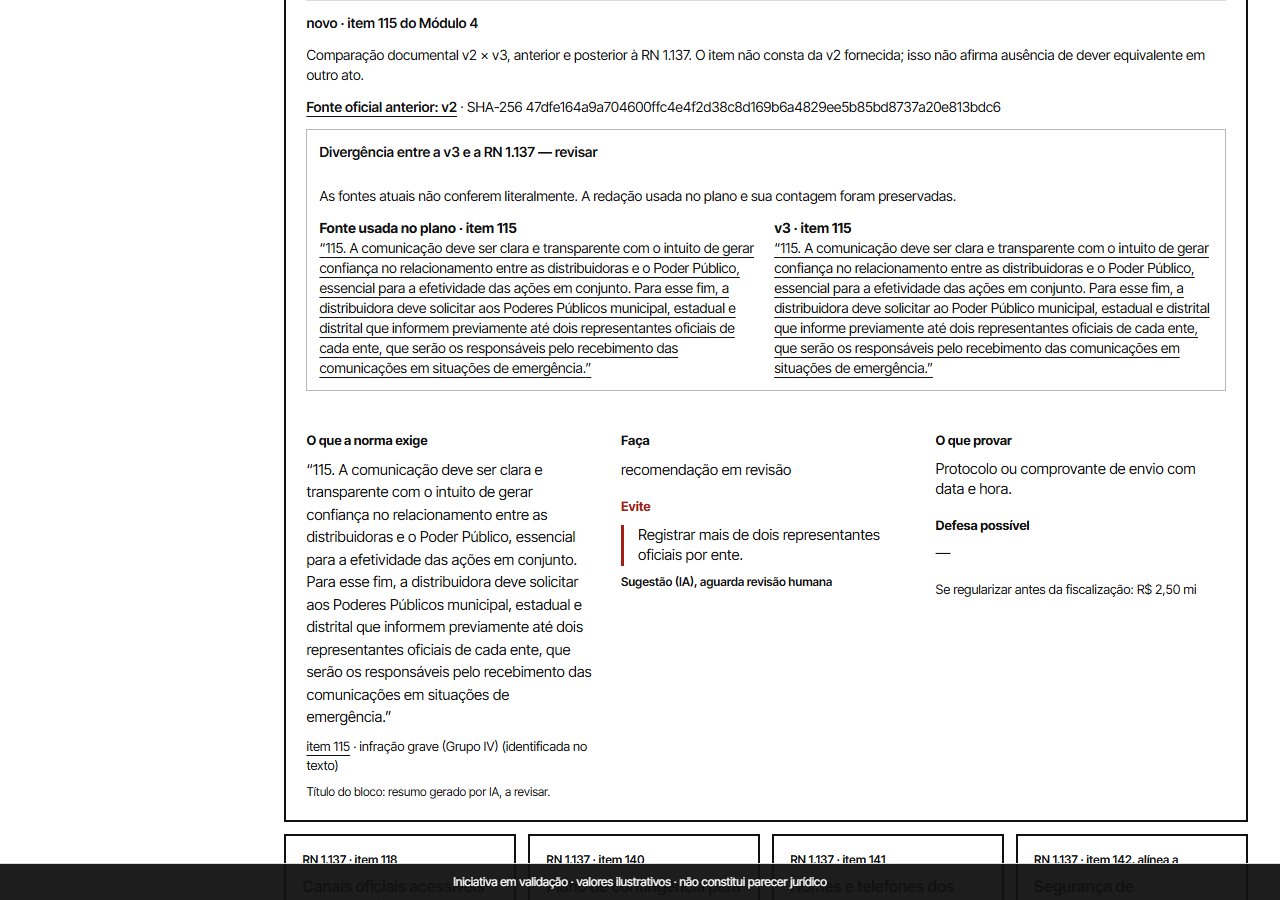 novo · item 115 do Módulo 4
Comparação documental v2 × v3, anterior e posterior à RN 1.137. O item não consta da v2 fornecida; isso não afirma ausência de dever equivalente em
outro ato.
Fonte oficial anterior: v2 · SHA-256 47dfe164a9a704600ffc4e4f2d38c8d169b6a4829ee5b85bd8737a20e813bdc6
Divergência entre a v3 e a RN 1.137 — revisar
As fontes atuais não conferem literalmente. A redação usada no plano e sua contagem foram preservadas.
Fonte usada no plano · item 115
“115. A comunicação deve ser clara e transparente com o intuito de gerar
confiança no relacionamento entre as distribuidoras e o Poder Público,
essencial para a efetividade das ações em conjunto. Para esse fim, a
distribuidora deve solicitar aos Poderes Públicos municipal, estadual e
distrital que informem previamente até dois representantes oficiais de
cada ente, que serão os responsáveis pelo recebimento das
comunicações em situações de emergência.”
v3 · item 115
“115. A comunicação deve ser clara e transparente com o intuito de gerar
confiança no relacionamento entre as distribuidoras e o Poder Público,
essencial para a efetividade das ações em conjunto. Para esse fim, a
distribuidora deve solicitar ao Poder Público municipal, estadual e distrital
que informe previamente até dois representantes oficiais de cada ente,
que serão os responsáveis pelo recebimento das comunicações em
situações de emergência.”
O que a norma exige
“115. A comunicação deve ser clara e
transparente com o intuito de gerar
confiança no relacionamento entre as
distribuidoras e o Poder Público, essencial
para a efetividade das ações em conjunto.
Para esse fim, a distribuidora deve solicitar
aos Poderes Públicos municipal, estadual e
distrital que informem previamente até dois
representantes oficiais de cada ente, que
serão os responsáveis pelo recebimento das
comunicações em situações de
emergência.”
item 115 · infração grave (Grupo IV) (identificada no
texto)
Título do bloco: resumo gerado por IA, a revisar.
Faça
recomendação em revisão
Evite
Registrar mais de dois representantes
oficiais por ente.
Sugestão (IA), aguarda revisão humana
O que provar
Protocolo ou comprovante de envio com
data e hora.
Defesa possível
—
Se regularizar antes da fiscalização: R$ 2,50 mi
RN 1.137 · item 118
Canais oficiais acessíveis
RN 1.137 · item 140
RN 1.137 · item 141
Nomes e telefones dos
RN 1.137 · item 142, alínea a
Segurança de
Iniciativa em validação · valores ilustrativos · não constitui parecer jurídico